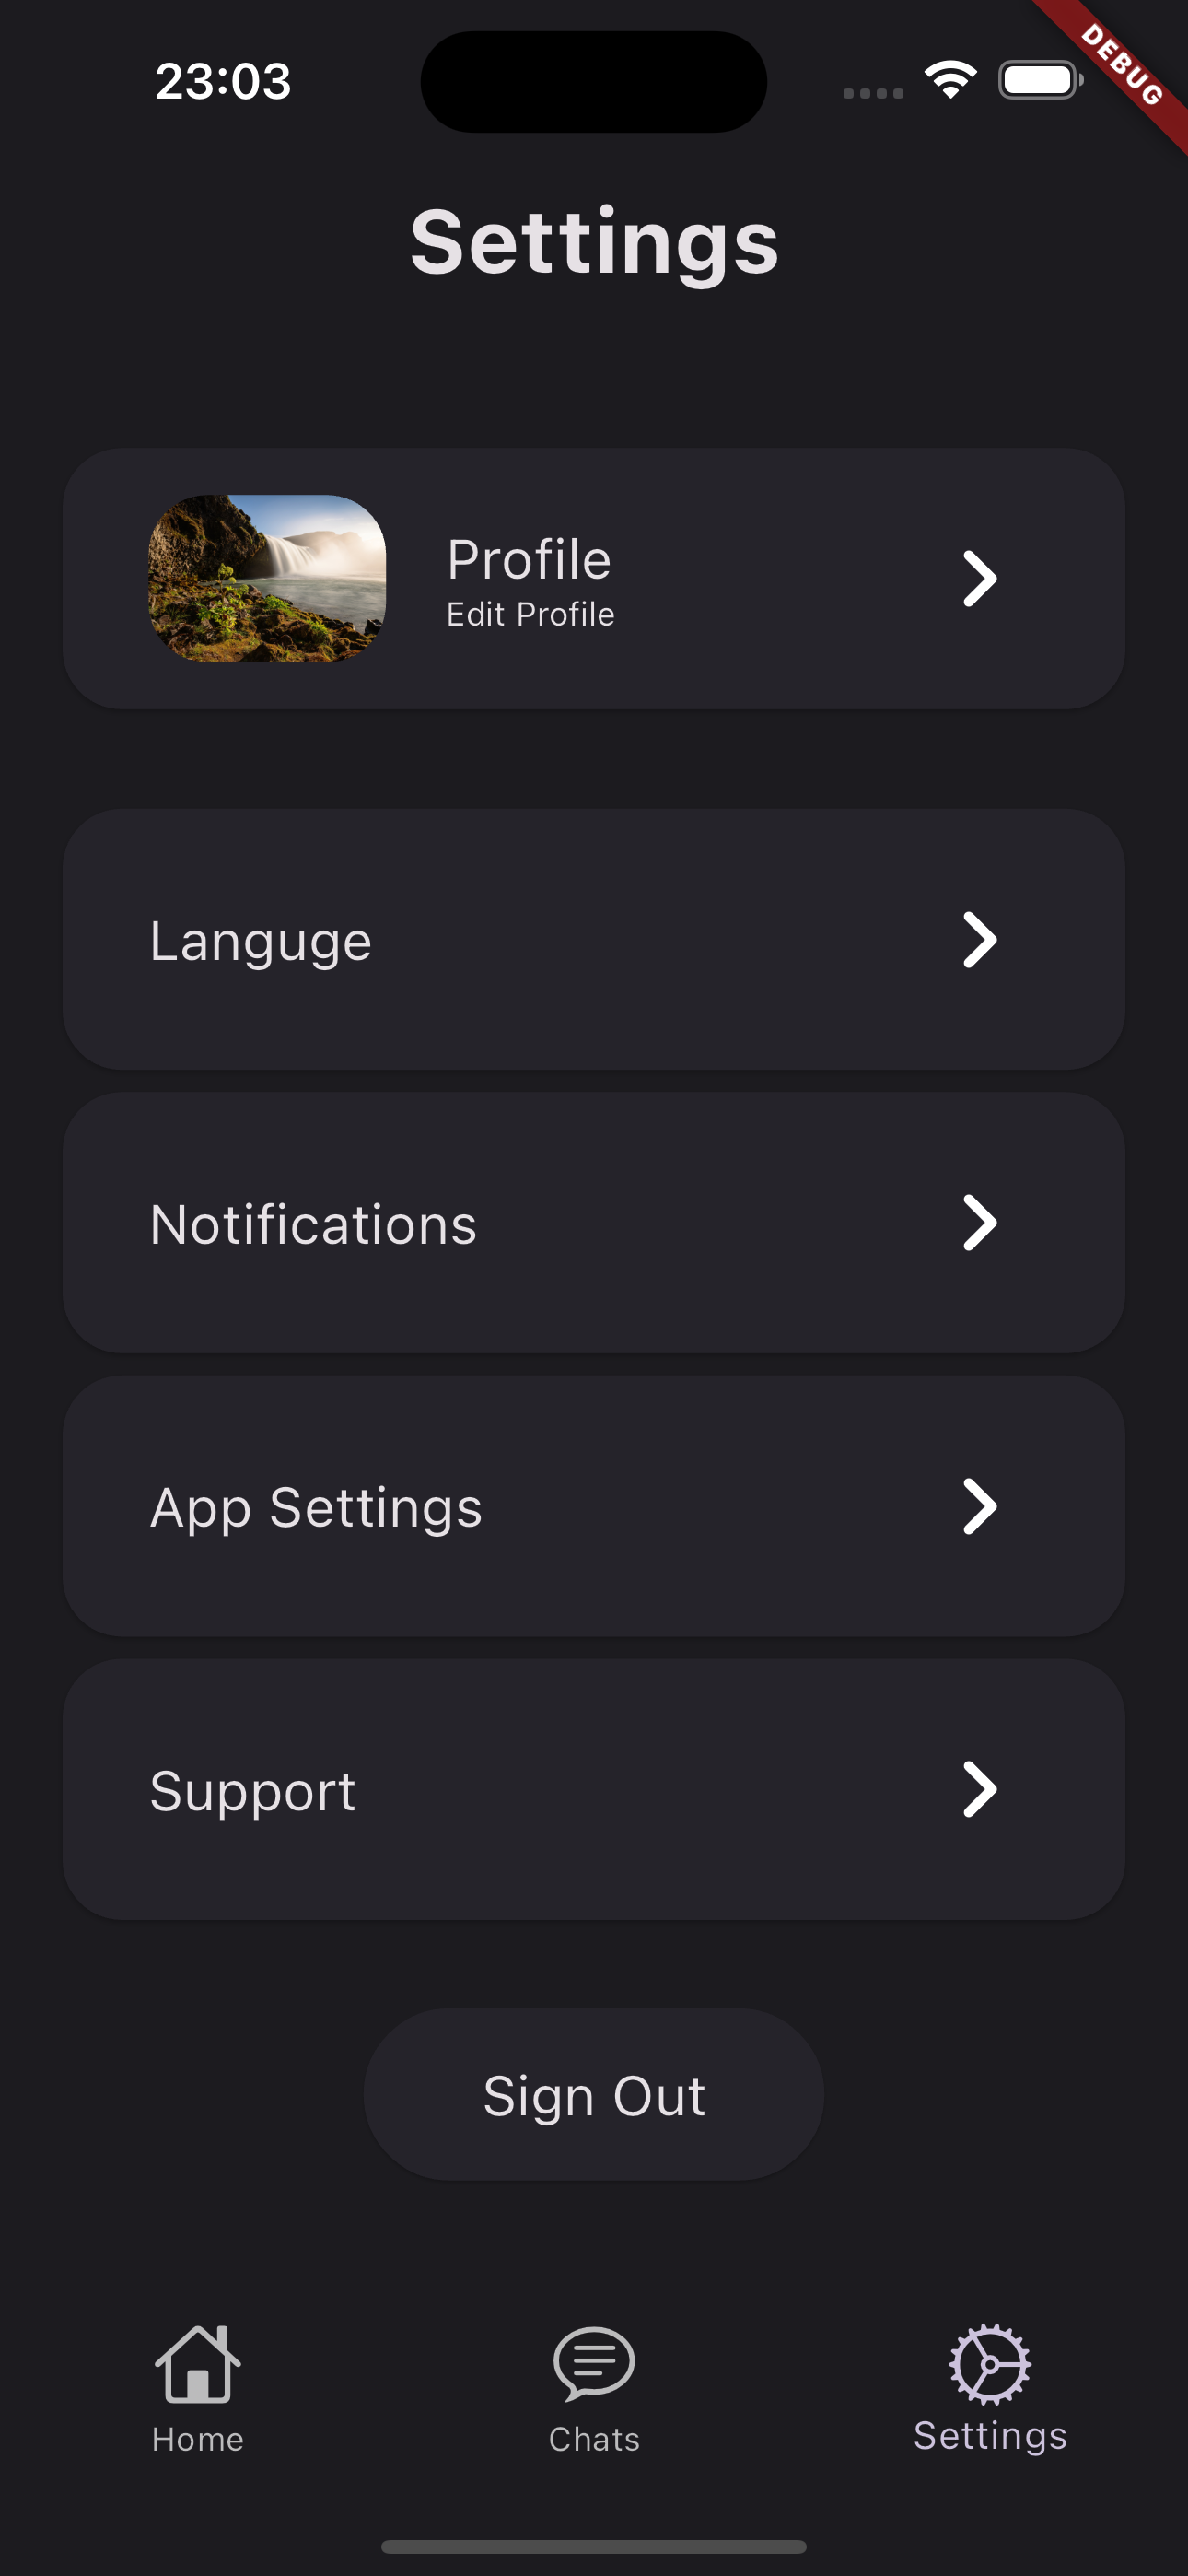 23:03
DEBUG
Settings
Profile
Edit Profile
Languge
Notifications
App Settings
Support
Sign Out
Home
Chats
Settings